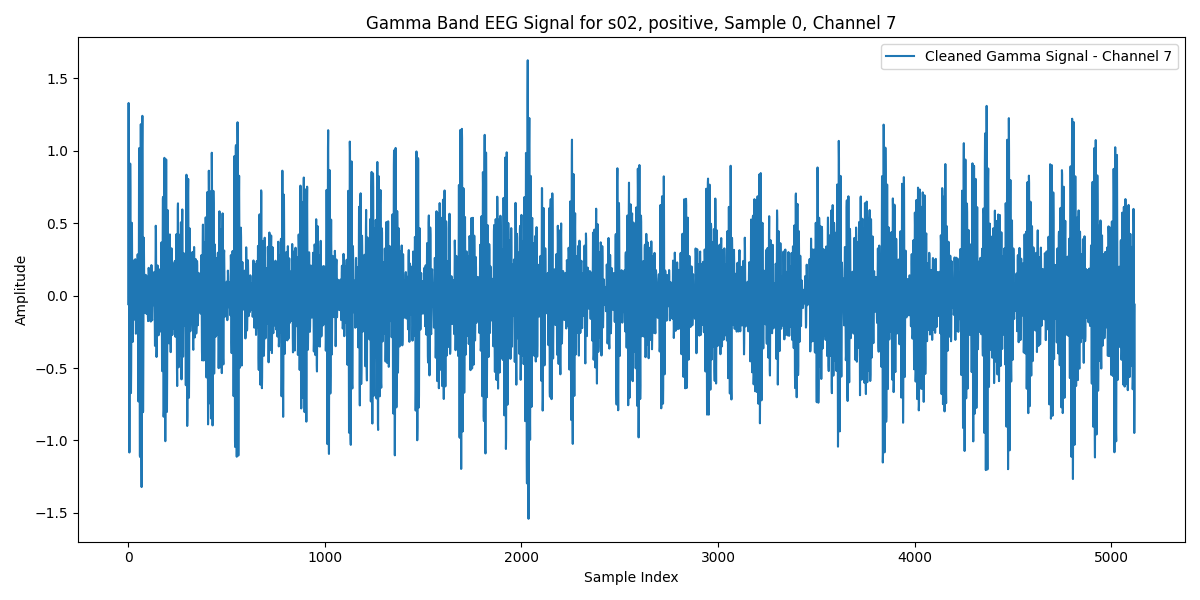 Gamma Band EEG Signal for s02, positive, Sample 0, Channel 7
Cleaned Gamma Signal - Channel 7
Amplitude
1.5
1.0
0.5
0.0
−0.5
−1.0
−1.5
0 1000 2000 3000 4000 5000
Sample Index